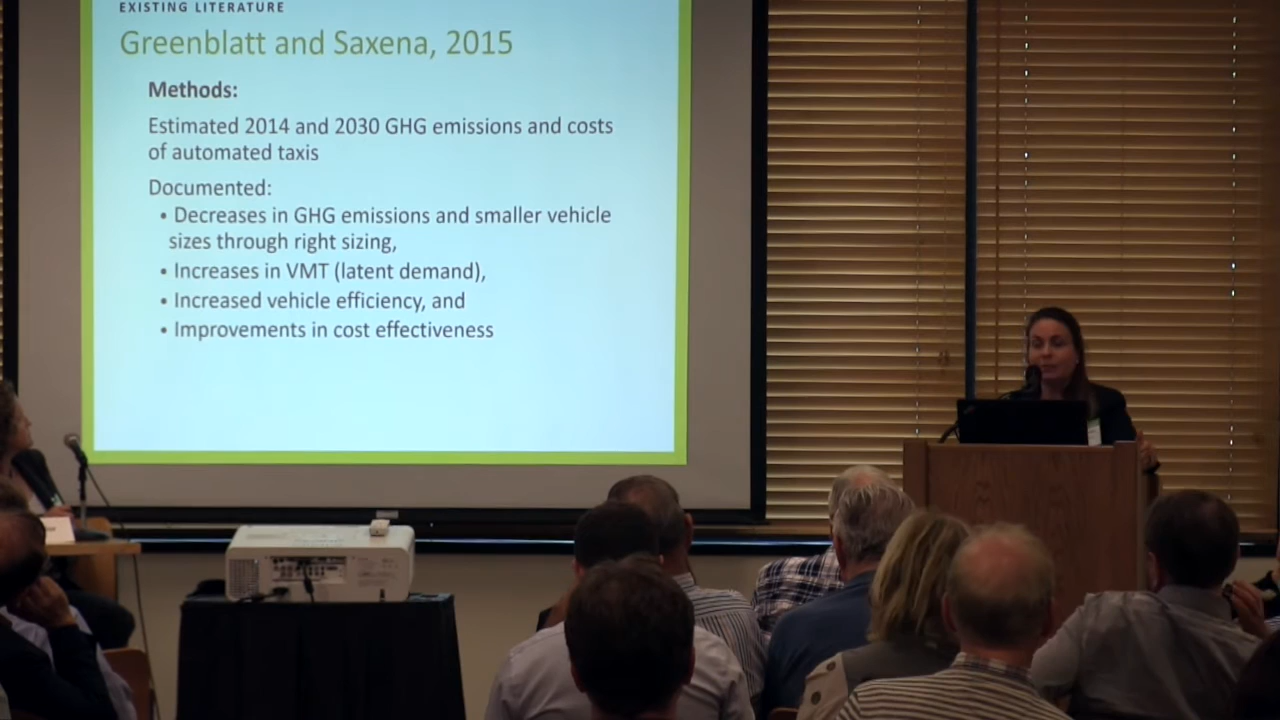 EXISTING LITERATURE
Greenblatt and Saxena, 2015
Methods:
Estimated 2014 and 2030 GHG emissions and costs
of automated taxis
Documented:
• Decreases in GHG emissions and smaller vehicle
sizes through right sizing,
• Increases in VMT (latent demand),
• Increased vehicle efficiency, and
• Improvements in cost effectiveness